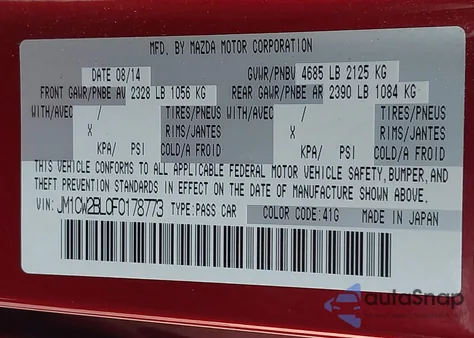 MFD. BY MAZDA MOTOR CORPORATION
DATE 08/14 GVWR/PNBV 4685 LB 2125 KG
FRONT GAWR/PNBE AV 2328 LB 1056 KG REAR GAWR/PNBE AR 2390 LB 1084 KG
WITH/AVEC / TIRES/PNEUS WITH/AVEC / TIRES/PNEUS
X RIMS/JANTES X RIMS/JANTES
KPA/ PSI COLD/A FROID KPA/ PSI COLD/A FROID
THIS VEHICLE CONFORMS TO ALL APPLICABLE FEDERAL MOTOR VEHICLE SAFETY, BUMPER, AND
THEFT PREVENTION STANDARDS IN EFFECT ON THE DATE OF MANUFACTURE SHOWN ABOVE.
VIN: JM1CW2BL0F0178773 TYPE: PASS CAR COLOR CODE: 41G MADE IN JAPAN
autoSnap